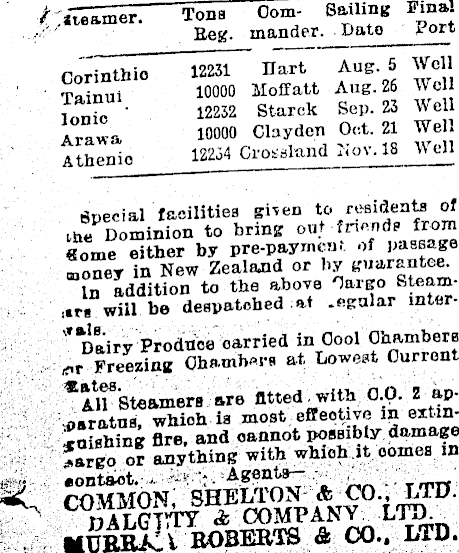 Steamer. Tons Com- Sailing Final
Reg. mander. Date Port
Corinthic 12231 Hart Aug. 5 Well
Tainui 10000 Moffatt Aug. 26 Well
Ionic 12232 Starck Sep. 23 Well
Arawa 10000 Clayden Oct. 21 Well
Athenic 12234 Crossland Nov. 18 Well
Special facilities given to residents of
the Dominion to bring out friends from
Home either by pre-payment of passage
money in New Zealand or by guarantee.
In addition to the above Cargo Steam-
ers will be despatched at regular inter-
vals.
Dairy Produce carried in Cool Chambers
or Freezing Chambers at Lowest Current
Rates.
All Steamers are fitted with C.O. 2 ap-
paratus, which is most effective in extin-
guishing fire, and cannot possibly damage
cargo or anything with which it comes in
contact. Agents—
COMMON, SHELTON & CO., LTD.
DALGETY & COMPANY LTD.
MURRAY ROBERTS & CO., LTD.